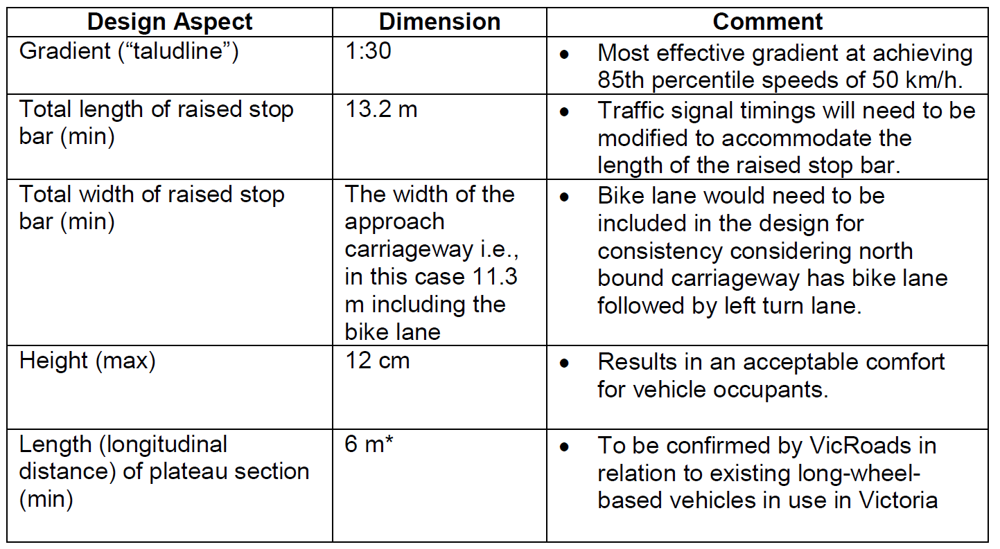 Design Aspect
Dimension
Comment
Gradient (“taludline”)
1:30
• Most effective gradient at achieving
85th percentile speeds of 50 km/h.
Total length of raised stop
bar (min)
13.2 m
• Traffic signal timings will need to be
modified to accommodate the
length of the raised stop bar.
Total width of raised stop
bar (min)
The width of the
approach
carriageway i.e.,
in this case 11.3
m including the
bike lane
• Bike lane would need to be
included in the design for
consistency considering north
bound carriageway has bike lane
followed by left turn lane.
Height (max)
12 cm
• Results in an acceptable comfort
for vehicle occupants.
Length (longitudinal
distance) of plateau section
(min)
6 m*
• To be confirmed by VicRoads in
relation to existing long-wheel-
based vehicles in use in Victoria